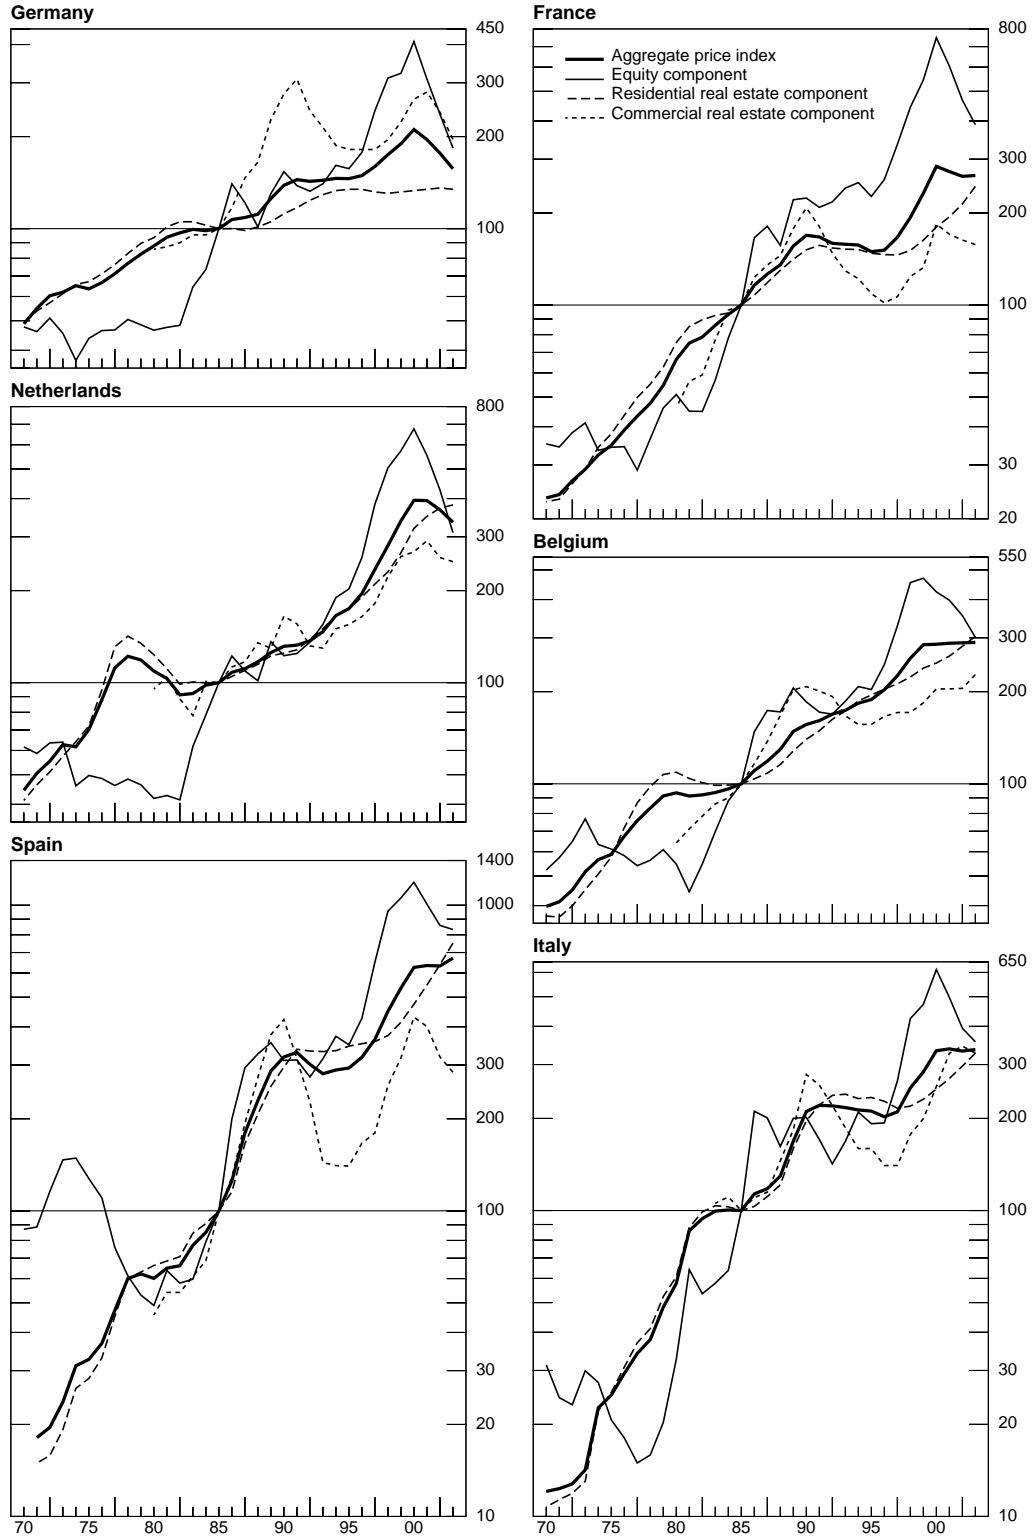 Germany
450
300
200
100
Netherlands
800
300
200
100
Spain
1400
1000
300
200
100
30
20
10
70 75 80 85 90 95 00
France
Aggregate price index
Equity component
Residential real estate component
Commercial real estate component
800
300
200
100
30
20
Belgium
550
300
200
100
Italy
650
300
200
100
30
20
10
70 75 80 85 90 95 00